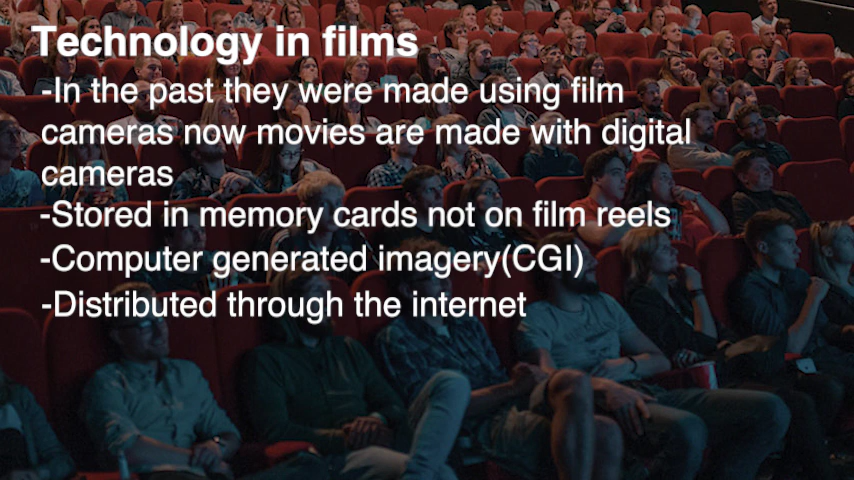 Technology in films
-In the past they were made using film
cameras now movies are made with digital
cameras
-Stored in memory cards not on film reels
-Computer generated imagery(CGI)
-Distributed through the internet